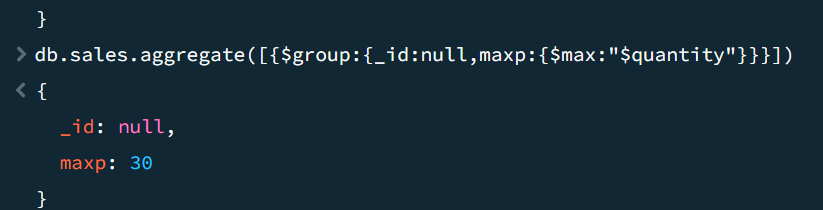 }
> db.sales.aggregate([{$group:{_id:null,maxp:{$max:"$quantity"}}}])
< {
_id: null,
maxp: 30
}